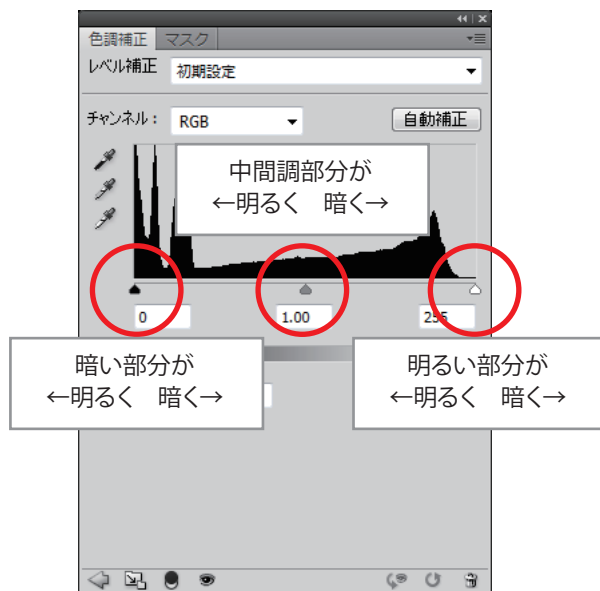 色調補正 マスク
レベル補正 初期設定
チャンネル： RGB 自動補正
中間調部分が
←明るく 暗く→
0 1.00 255
暗い部分が
←明るく 暗く→
明るい部分が
←明るく 暗く→